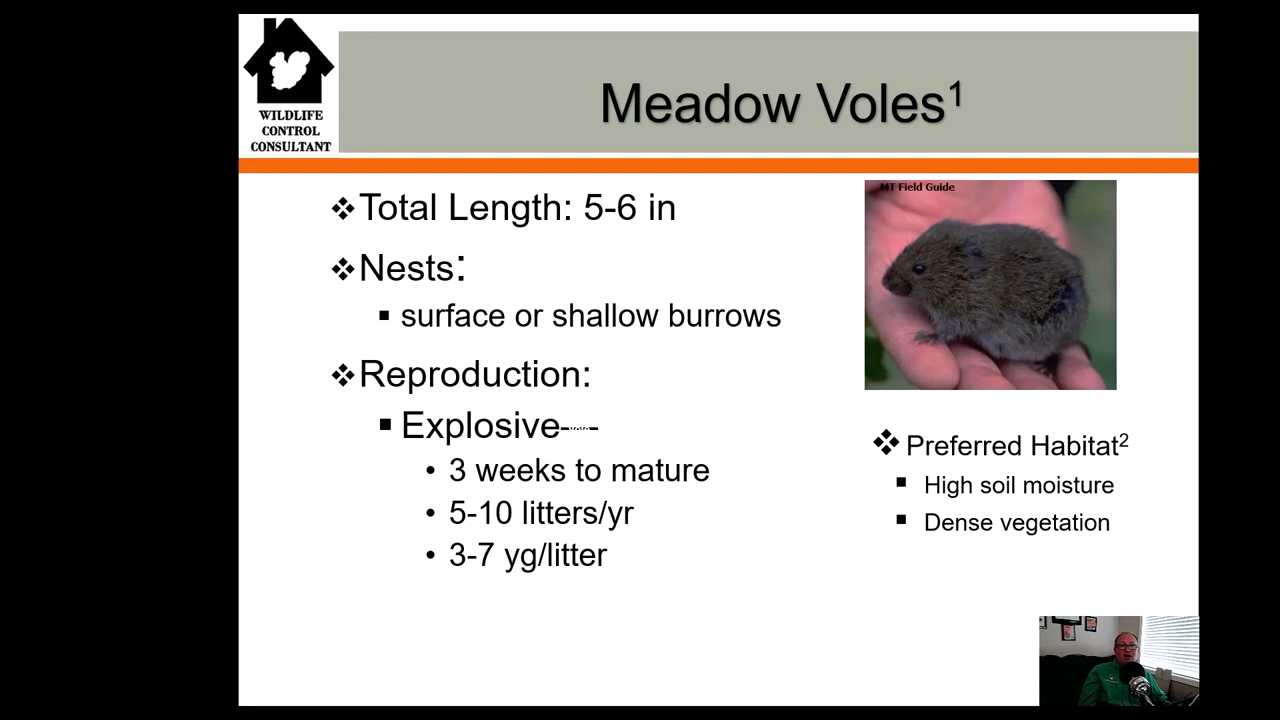 WILDLIFE
CONTROL
CONSULTANT
Meadow Voles¹
❖Total Length: 5-6 in
❖Nests:
▪ surface or shallow burrows
❖Reproduction:
▪ Explosive--
• 3 weeks to mature
• 5-10 litters/yr
• 3-7 yg/litter
MT Field Guide
❖ Preferred Habitat²
▪ High soil moisture
▪ Dense vegetation